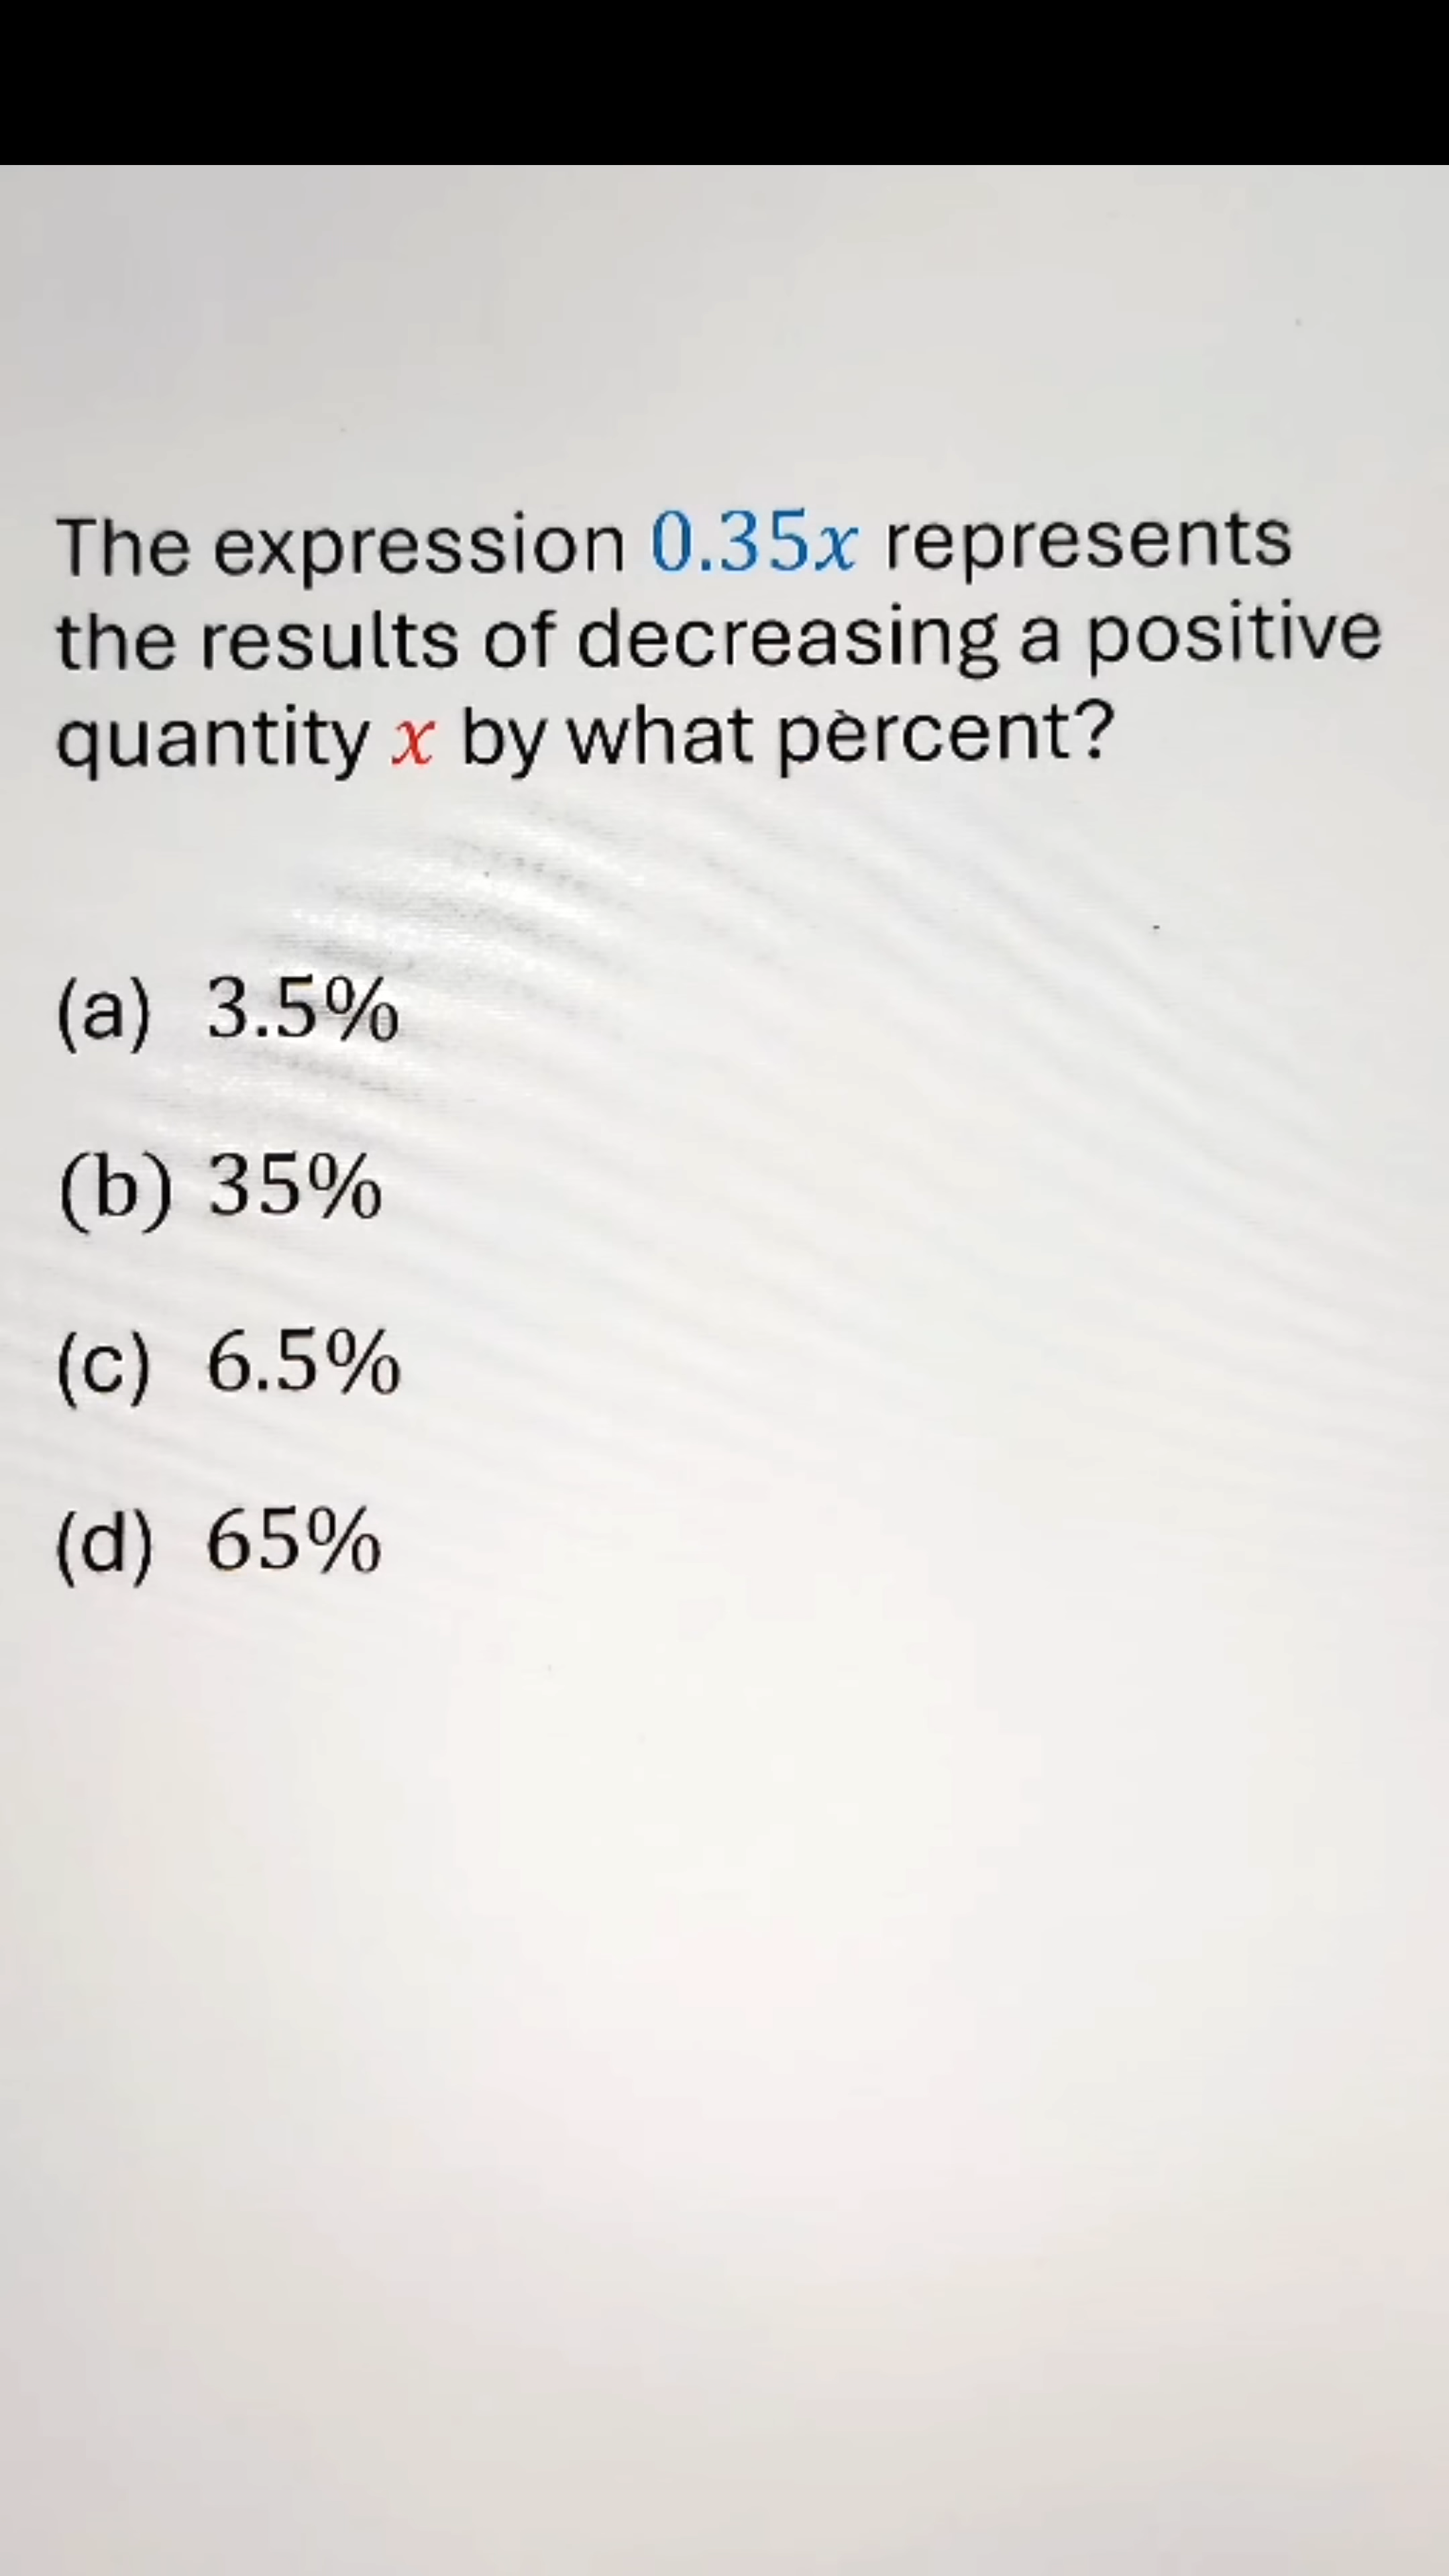 The expression 0.35x represents
the results of decreasing a positive
quantity x by what percent?
(a) 3.5%
(b) 35%
(c) 6.5%
(d) 65%